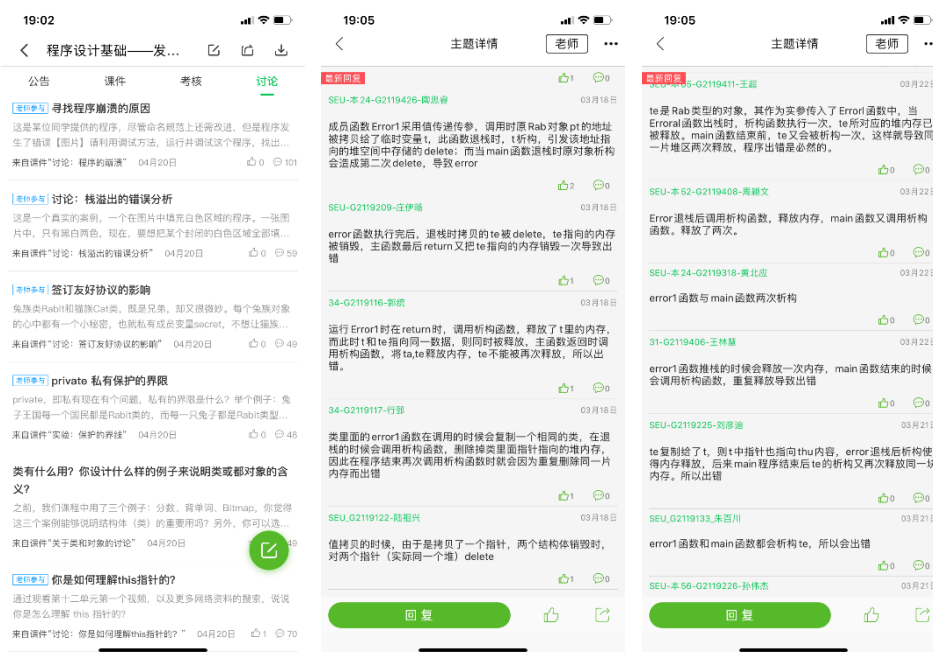 19:02
程序设计基础——发...
公告 课件 考核 讨论
老师参与 寻找程序崩溃的原因
这是某位同学提供的程序，尽管命名规范上还需改进，但是程序发
生了错误【图片】请利用调试方法，运行并调试这个程序，找出...
来自课件“讨论：程序的崩溃” 04月20日 0 101
老师参与 讨论：栈溢出的错误分析
这是一个真实的案例，一个在图片中填充白色区域的程序。一张图
片中，只有黑白两色，现在，要想把某个封闭的白色区域全部填...
来自课件“讨论：栈溢出的错误分析” 04月20日 0 59
老师参与 签订友好协议的影响
兔族类Rabit和猫族Cat类，既是兄弟，却又很微妙。每个兔族对象
的心中都有一个小秘密，也就私有成员变量secret，不想让猫族...
来自课件“讨论：签订友好协议的影响” 04月20日 0 49
老师参与 private 私有保护的界限
private，即私有现在有个问题，私有的界限是什么？举个例子：兔
子王国每一个国民都是Rabit类的，而每一只兔子都是Rabit类型...
来自课件“实验：保护的界线” 04月20日 0 48
类有什么用？你设计什么样的例子来说明类或都对象的含
义？
之前，我们课程中用了三个例子：分数、背单词、Bitmap，你觉得
这三个案例能够说明结构体（类）的重要用吗？另外，你可以选...
来自课件“关于类和对象的讨论” 04月20日 49
老师参与 你是如何理解this指针的?
通过观看第十二单元第一个视频，以及更多网络资料的搜索，说说
你是怎么理解 this 指针的?
来自课件“讨论：你是如何理解this指针的？” 04月20日 1 70
19:05
主题详情 老师
最新回复 1 0
SEU-本24-G2119426-陶思睿 03月18日
成员函数Error1采用值传递传参，调用时原Rab对象pt的地址
被拷贝给了临时变量t，此函数退栈时，t析构，引发该地址指
向的堆空间中存储的delete；而当main函数退栈时原对象析构
会造成第二次delete，导致error
2 0
SEU-G2119209-庄伊旸 03月18日
error函数执行完后，退栈时拷贝的te被delete，te指向的内存
被销毁，主函数最后return又把te指向的内存销毁一次导致出
错
1 0
34-G2119116-郭统 03月18日
运行Error1时在return时，调用析构函数，释放了t里的内存，
而此时t和te指向同一数据，则同时被释放，主函数返回时调
用析构函数，将ta,te释放内存，te不能被再次释放，所以出
错。
1 0
34-G2119117-行郅 03月18日
类里面的error1函数在调用的时候会复制一个相同的类，在退
栈的时候会调用析构函数，删除掉类里面指针指向的堆内存，
因此在程序结束再次调用析构函数时就会因为重复删除同一片
内存而出错
1 0
SEU_G2119122-陆祖兴 03月18日
值拷贝的时候，由于是拷贝了一个指针，两个结构体销毁时，
对两个指针（实际同一个堆）delete
1 0
回复
19:05
主题详情 老师
最新回复
05-G2119411-王超 03月22日
te是Rab类型的对象，其作为实参传入了Errorl函数中，当
Erroral函数出栈时，析构函数执行一次，te所对应的堆内存已
被释放。main函数结束前，te又会被析构一次，这样就导致同
一片堆区两次释放，程序出错是必然的。
0 0
SEU-本52-G2119408-周颖文 03月22
Error退栈后调用析构函数，释放内存，main函数又调用析构
函数。释放了两次。
0 0
SEU-本24-G2119318-黄北应 03月22
error1函数与main函数两次析构
0 0
31-G2119406-王林慧 03月22
error1函数推栈的时候会释放一次内存，main函数结束的时候
会调用析构函数，重复释放导致出错
0 0
SEU-G2119225-刘彦迪 03月21
te复制给了t，则t中指针也指向thu内容，error退栈后析构使
得内存释放，后来main程序结束后te的析构又再次释放同一块
内存。所以出错
0 0
SEU_G2119133_朱百川 03月21
error1函数和main函数都会析构te，所以会出错
0 0
SEU-本56-G2119226-孙伟杰 03月21
回复